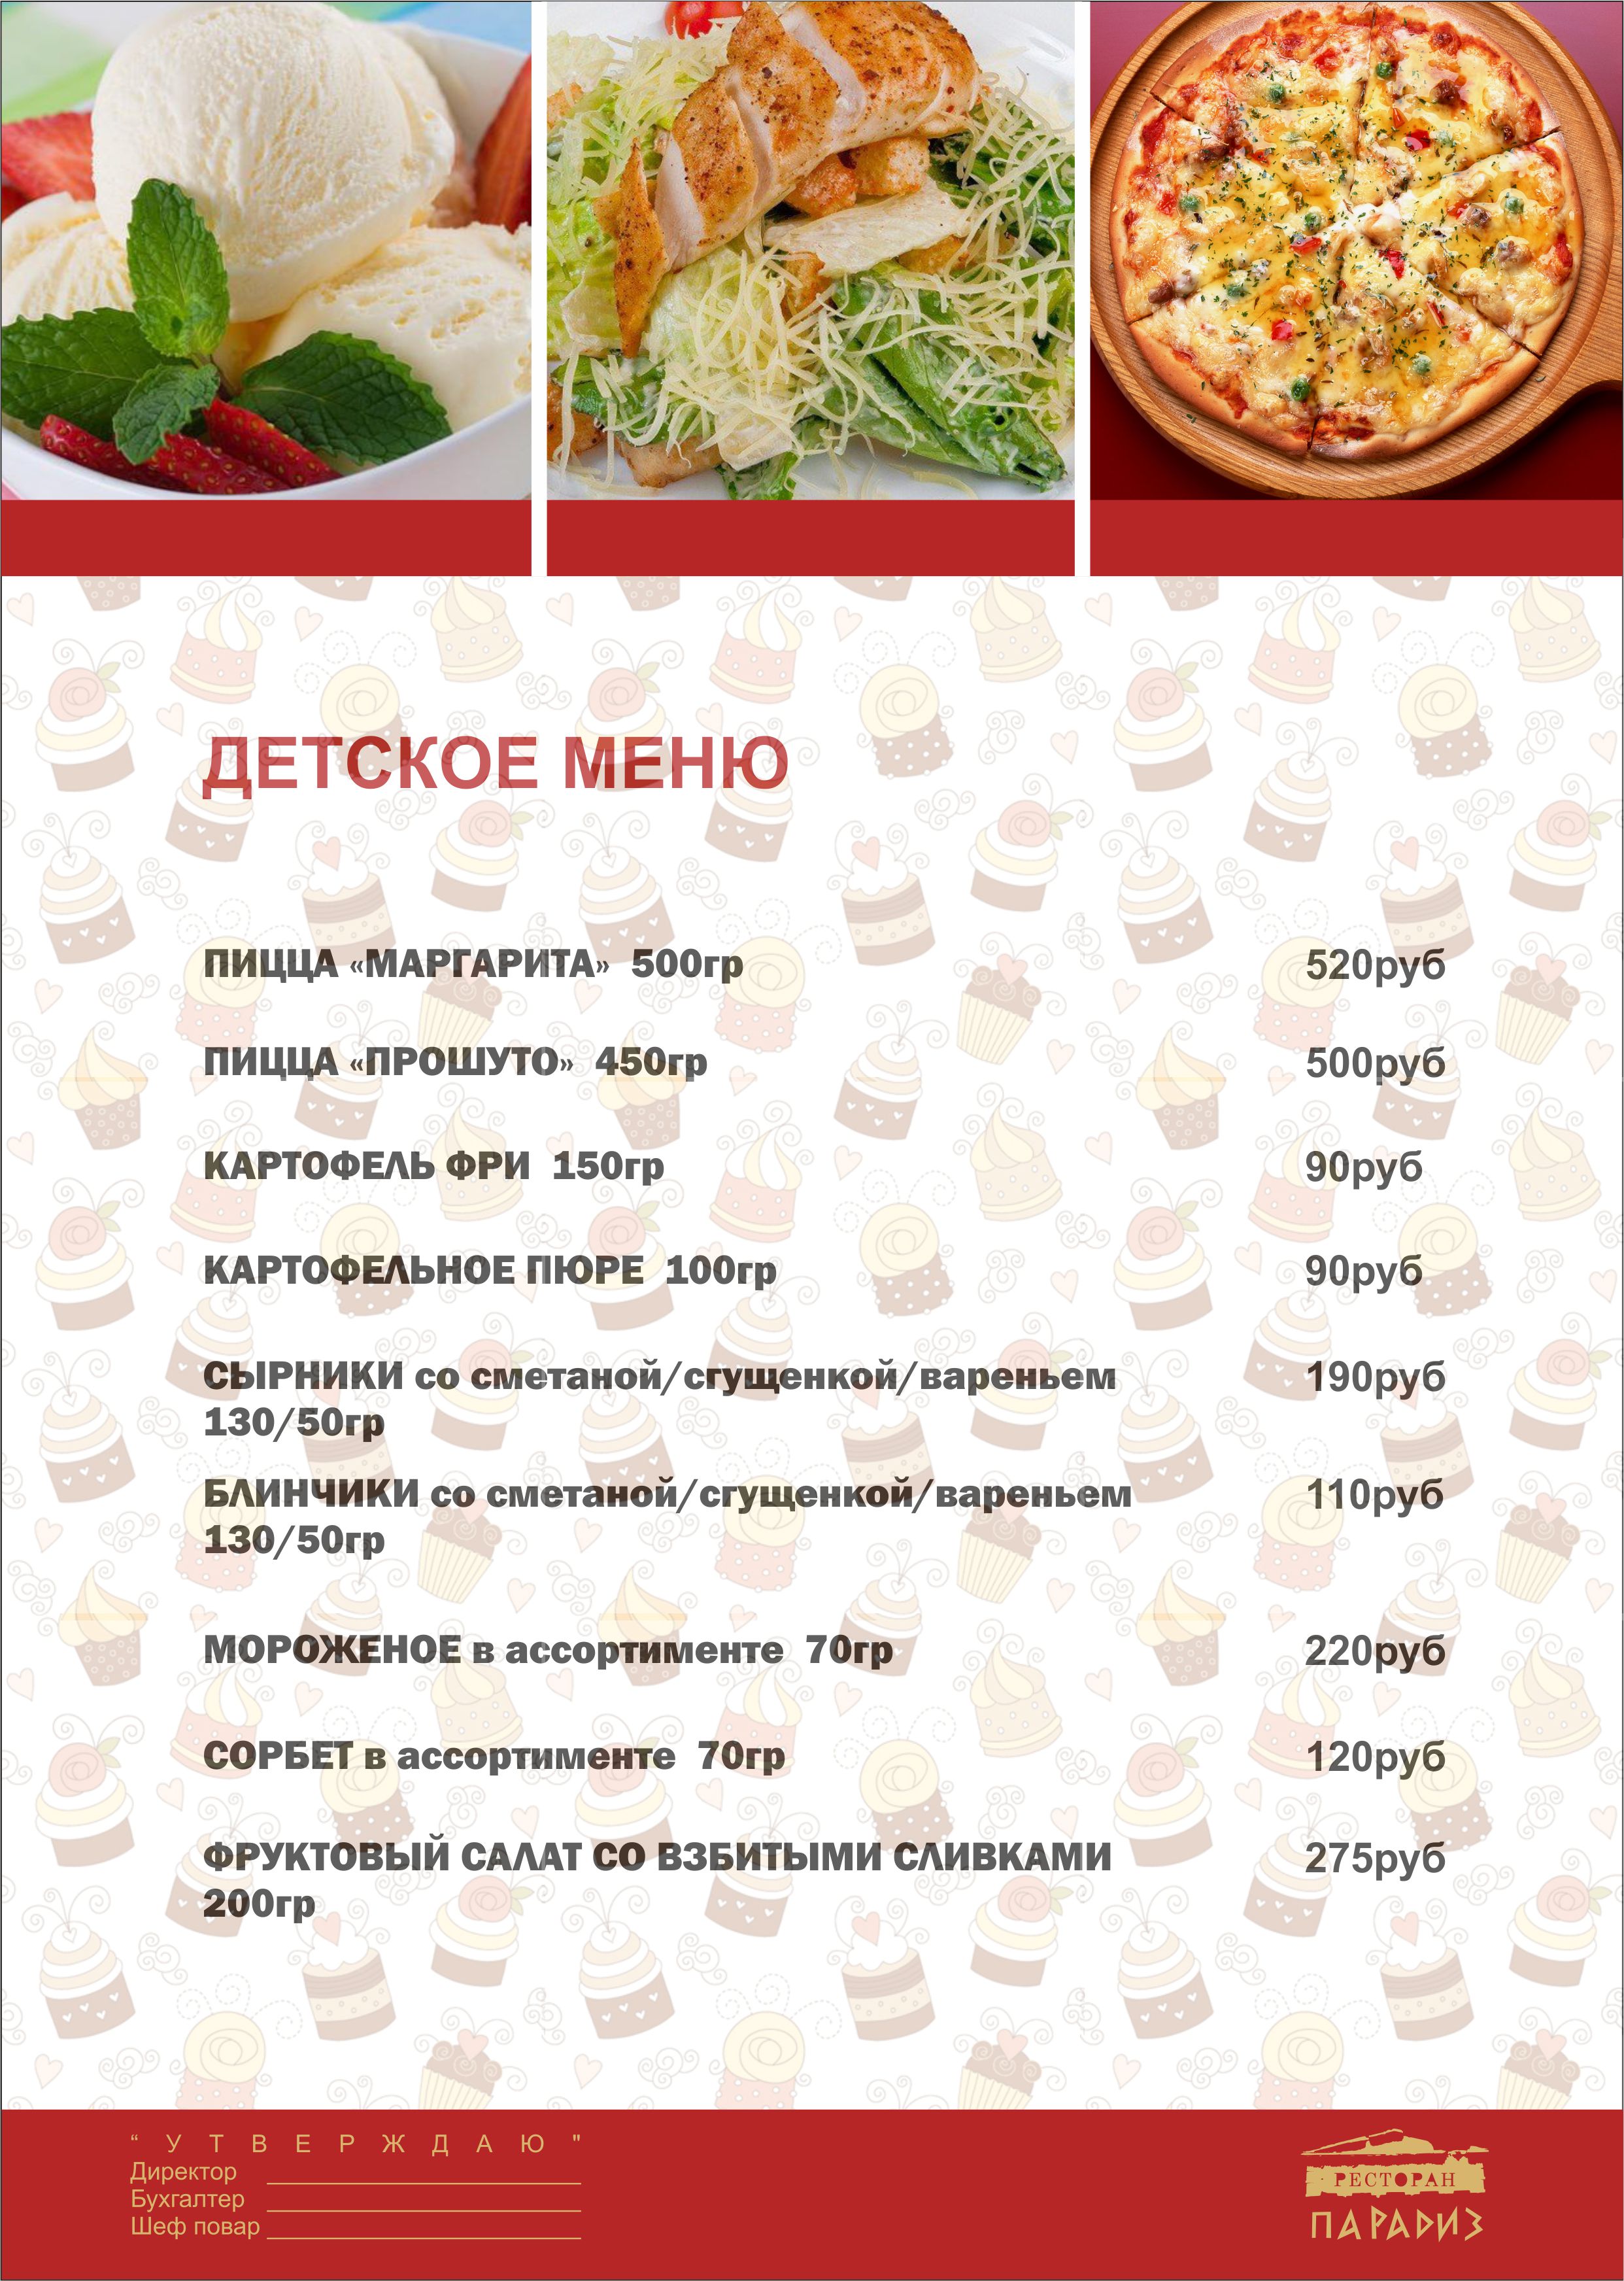 ДЕТСКОЕ МЕНЮ
ПИЦЦА «МАРГАРИТА» 500гр 520руб
ПИЦЦА «ПРОШУТО» 450гр 500руб
КАРТОФЕЛЬ ФРИ 150гр 90руб
КАРТОФЕЛЬНОЕ ПЮРЕ 100гр 90руб
СЫРНИКИ со сметаной/сгущенкой/вареньем 190руб
130/50гр
БЛИНЧИКИ со сметаной/сгущенкой/вареньем 110руб
130/50гр
МОРОЖЕНОЕ в ассортименте 70гр 220руб
СОРБЕТ в ассортименте 70гр 120руб
ФРУКТОВЫЙ САЛАТ СО ВЗБИТЫМИ СЛИВКАМИ 275руб
200гр
“ У Т В Е Р Ж Д А Ю "
Директор
Бухгалтер
Шеф повар
РЕСТОРАН
ПАРАДИЗ